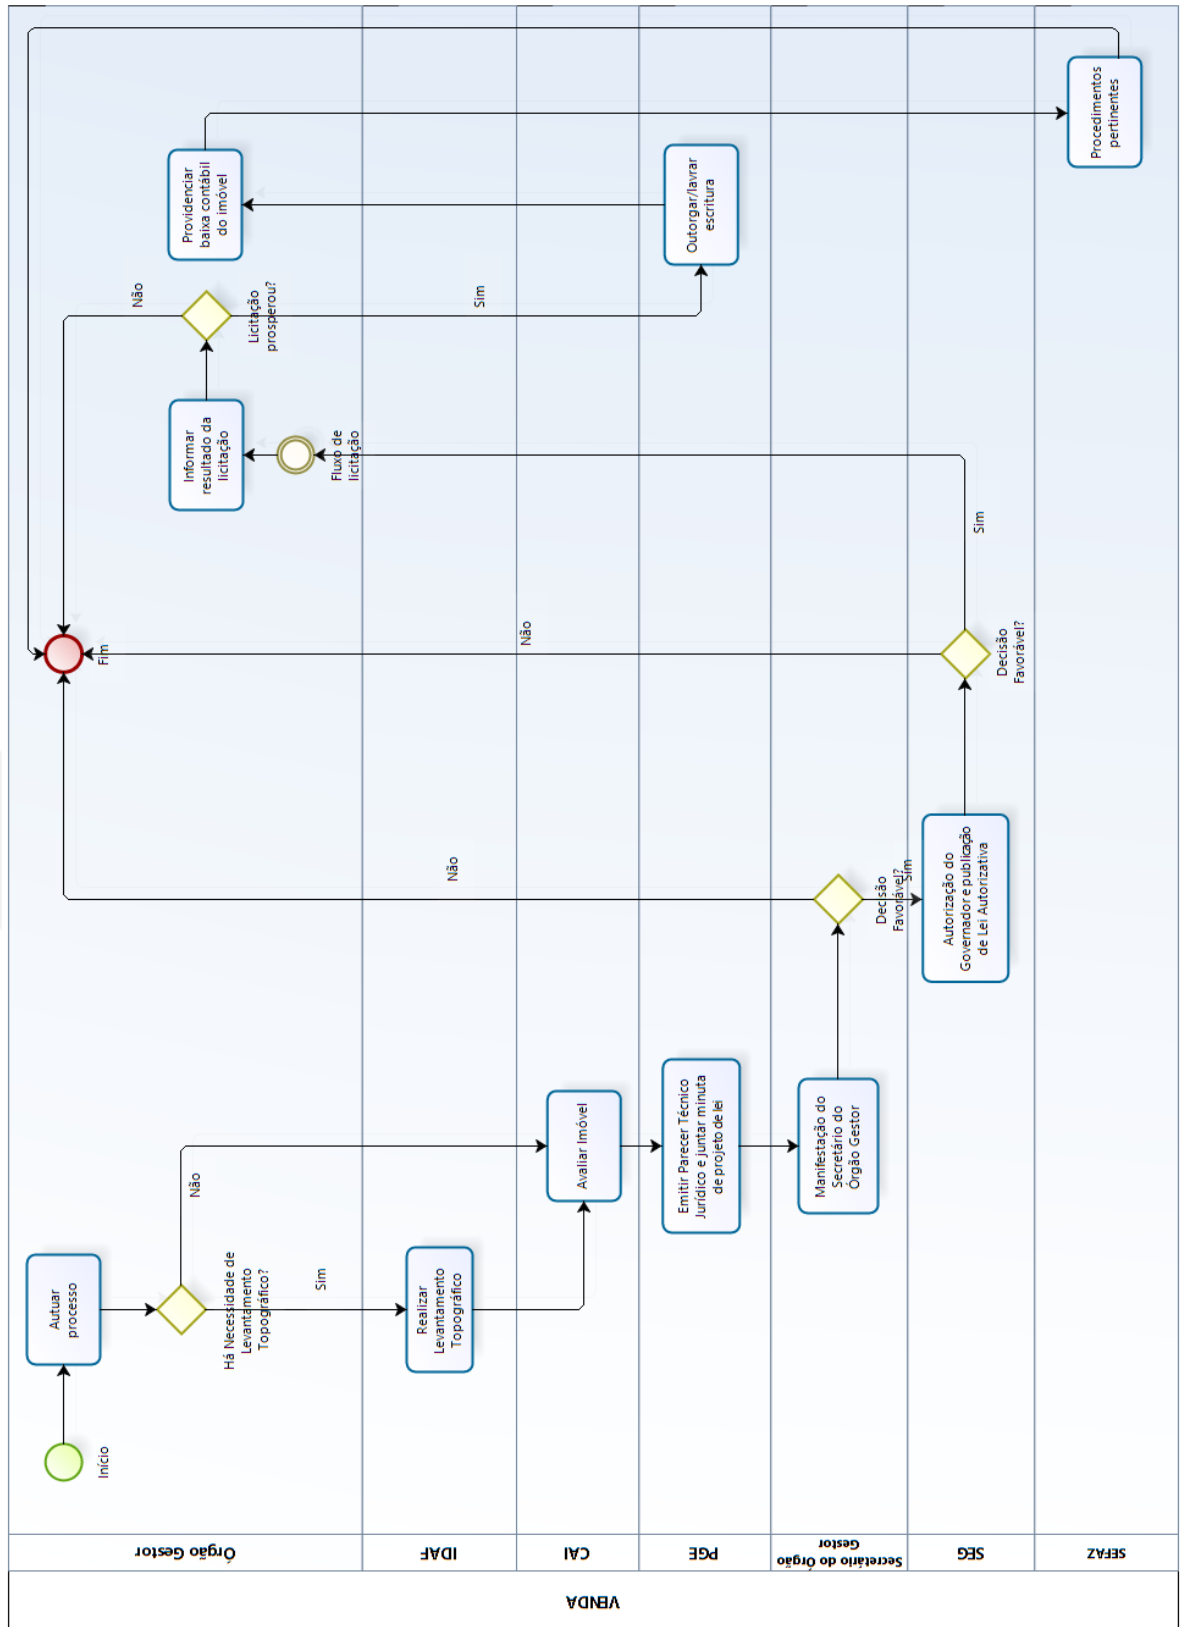 VENDA
Órgão Gestor
IDAF
CAI
PGE
Secretário do Órgão
Gestor
SEG
SEFAZ
Início
Autuar
processo
Há Necessidade de
Levantamento
Topográfico?
Não
Sim
Realizar
Levantamento
Topográfico
Avaliar Imóvel
Emitir Parecer Técnico
Jurídico e juntar minuta
de projeto de lei
Manifestação do
Secretário do
Órgão Gestor
Decisão
Favorável?
Não
Sim
Autorização do
Governador e publicação
de Lei Autorizativa
Decisão
Favorável?
Não
Sim
Fim
Fluxo de
licitação
Informar
resultado da
licitação
Licitação
prosperou?
Não
Sim
Outorgar/lavrar
escritura
Providenciar
baixa contábil
do imóvel
Procedimentos
pertinentes